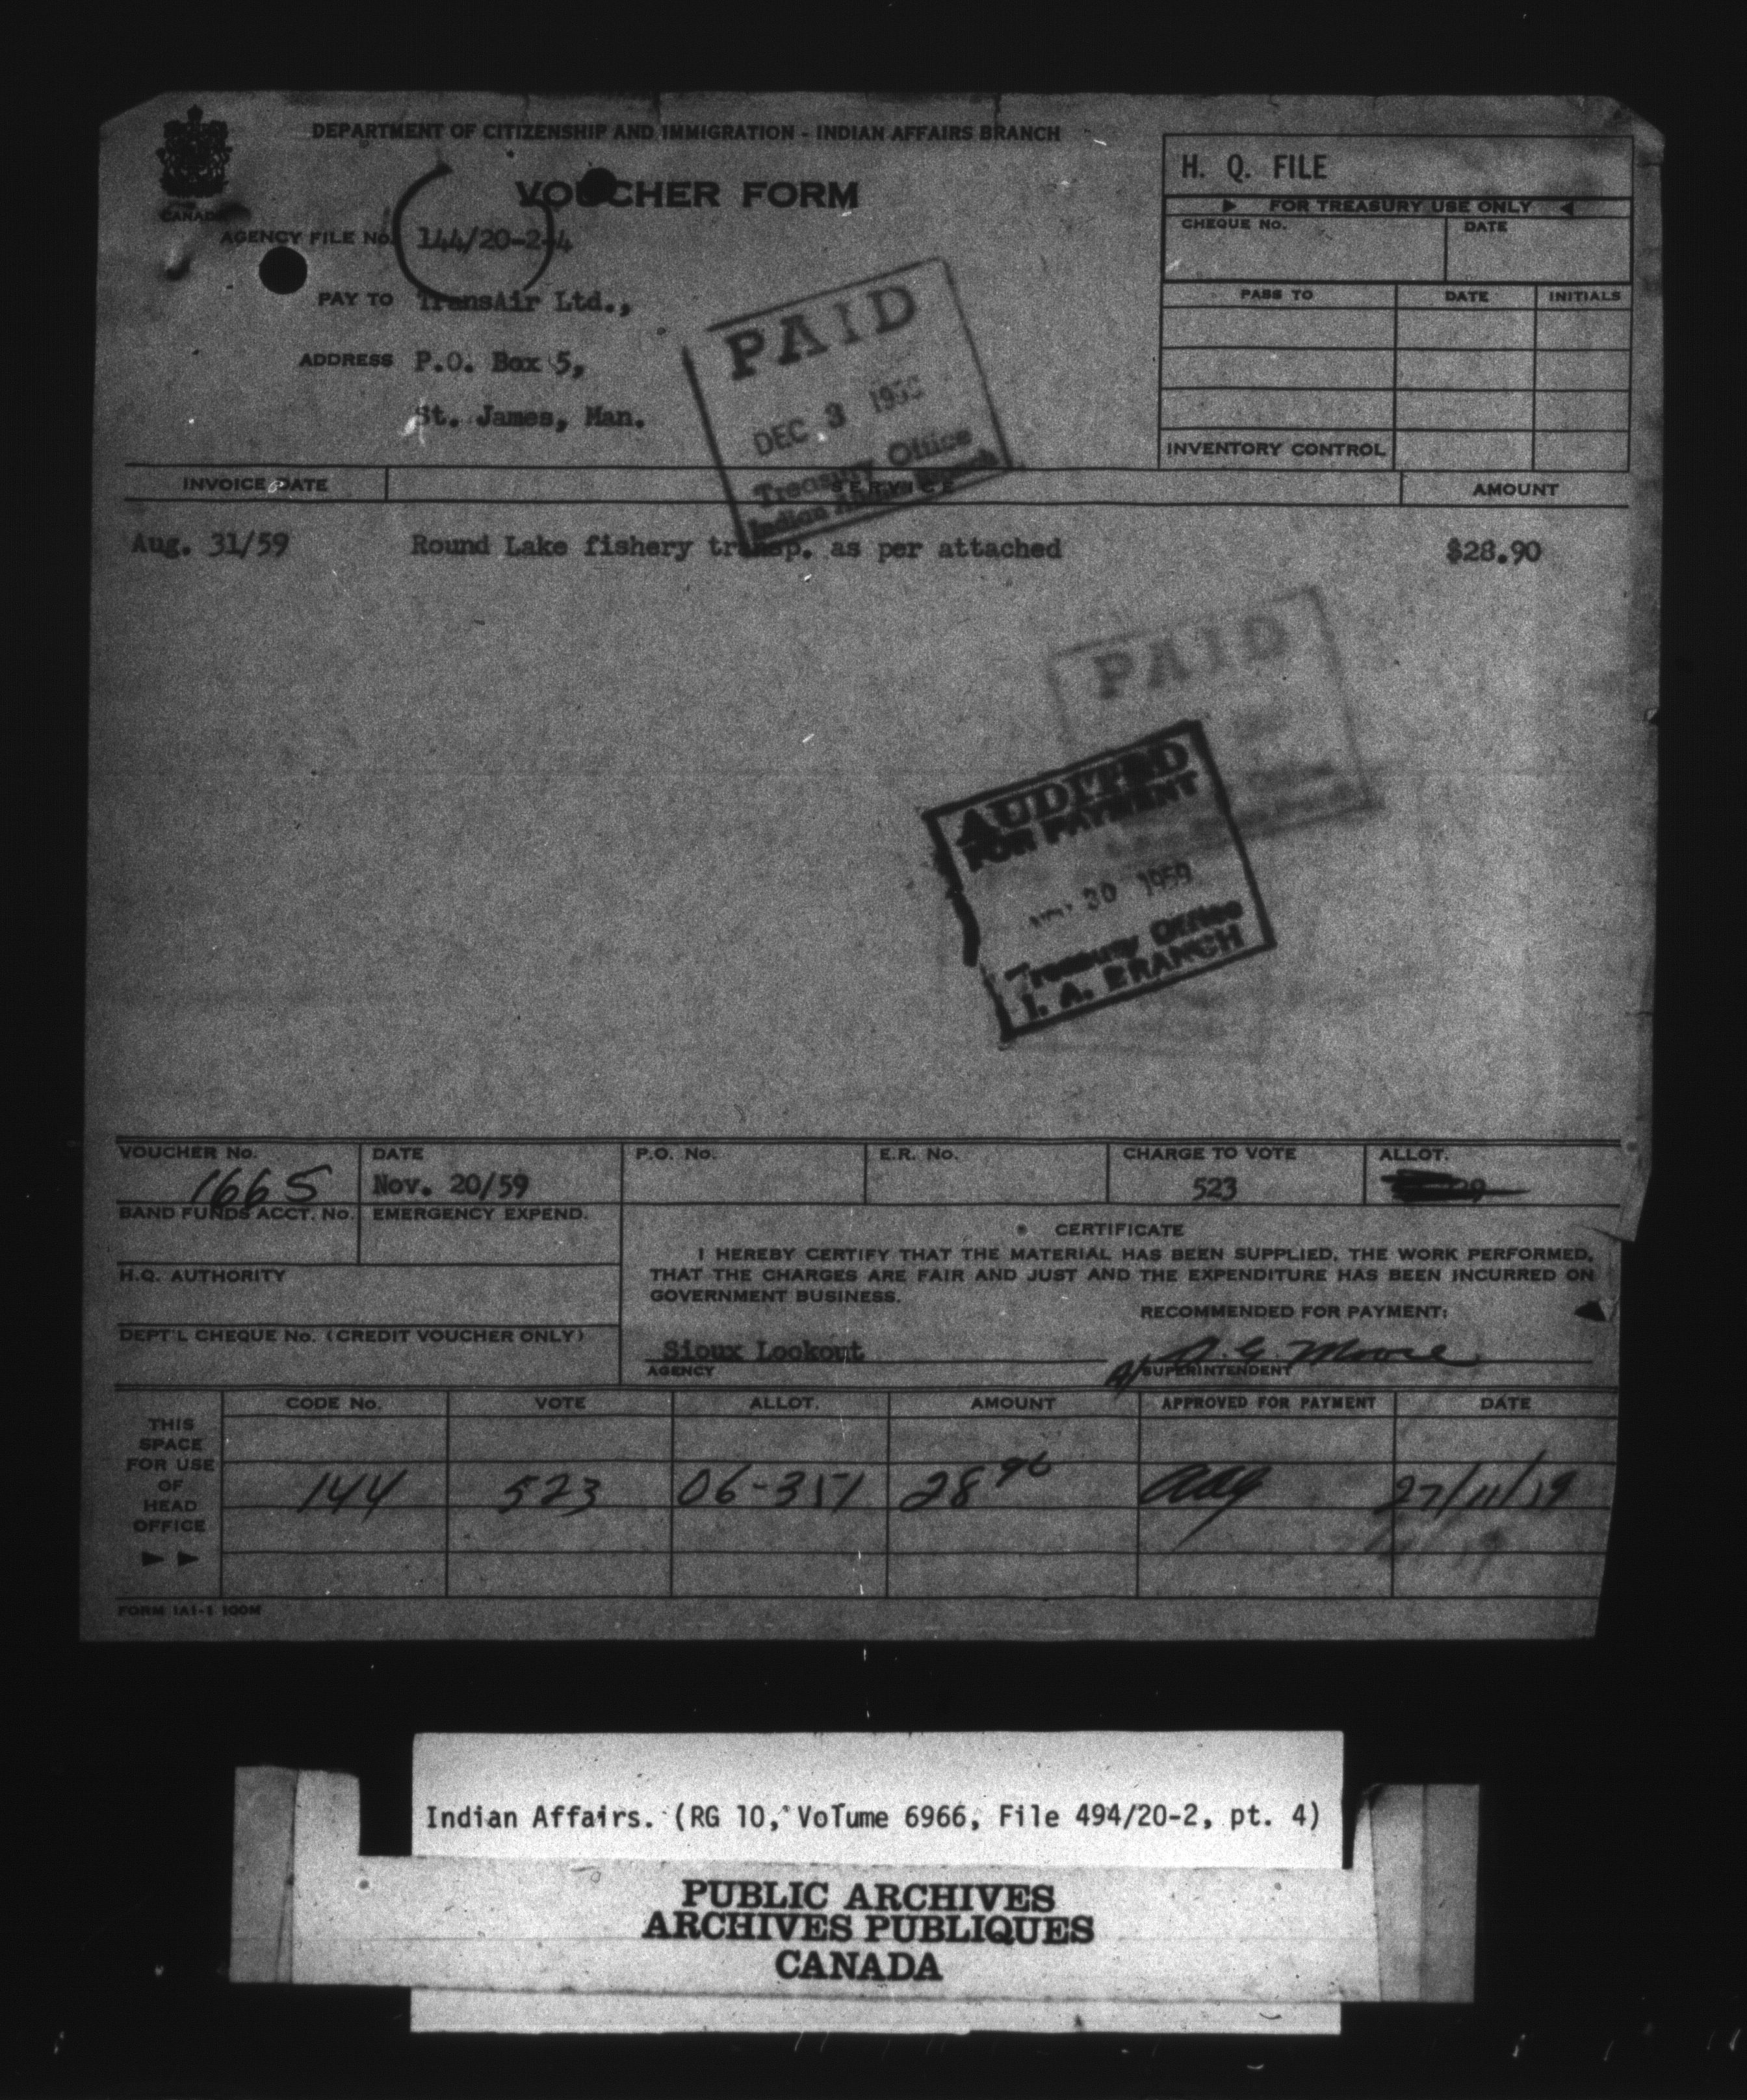 DEPARTMENT OF CITIZENSHIP AND IMMIGRATION - INDIAN AFFAIRS BRANCH
CANADA
VOUCHER FORM
H. Q. FILE
FOR TREASURY USE ONLY
CHEQUE No. DATE
AGENCY FILE No. 144/20-2-4
PAY TO TransAir Ltd.,
PASS TO DATE INITIALS
ADDRESS P.O. Box 5,
St. James, Man.
INVENTORY CONTROL
PAID
DEC 3
Treasury Office
Indian
INVOICE DATE SERVICE AMOUNT
Aug. 31/59 Round Lake fishery transp. as per attached $28.90
PAID
AUDITED
FOR PAYMENT
30 1959
Treasury Office
I. A. BRANCH
VOUCHER No. DATE P.O. No. E.R. No. CHARGE TO VOTE ALLOT.
1665 Nov. 20/59 523
BAND FUNDS ACCT. No. EMERGENCY EXPEND.
CERTIFICATE
I HEREBY CERTIFY THAT THE MATERIAL HAS BEEN SUPPLIED, THE WORK PERFORMED,
THAT THE CHARGES ARE FAIR AND JUST AND THE EXPENDITURE HAS BEEN INCURRED ON
GOVERNMENT BUSINESS.
H.Q. AUTHORITY
RECOMMENDED FOR PAYMENT:
DEPT'L CHEQUE No. (CREDIT VOUCHER ONLY)
Sioux Lookout Moore
AGENCY A/ SUPERINTENDENT
THIS SPACE FOR USE OF HEAD OFFICE
CODE No. VOTE ALLOT. AMOUNT APPROVED FOR PAYMENT DATE
144 523 06-351 28 90 27/11/59
FORM IA1-1 100M
Indian Affairs. (RG 10, Volume 6966, File 494/20-2, pt. 4)
PUBLIC ARCHIVES
ARCHIVES PUBLIQUES
CANADA